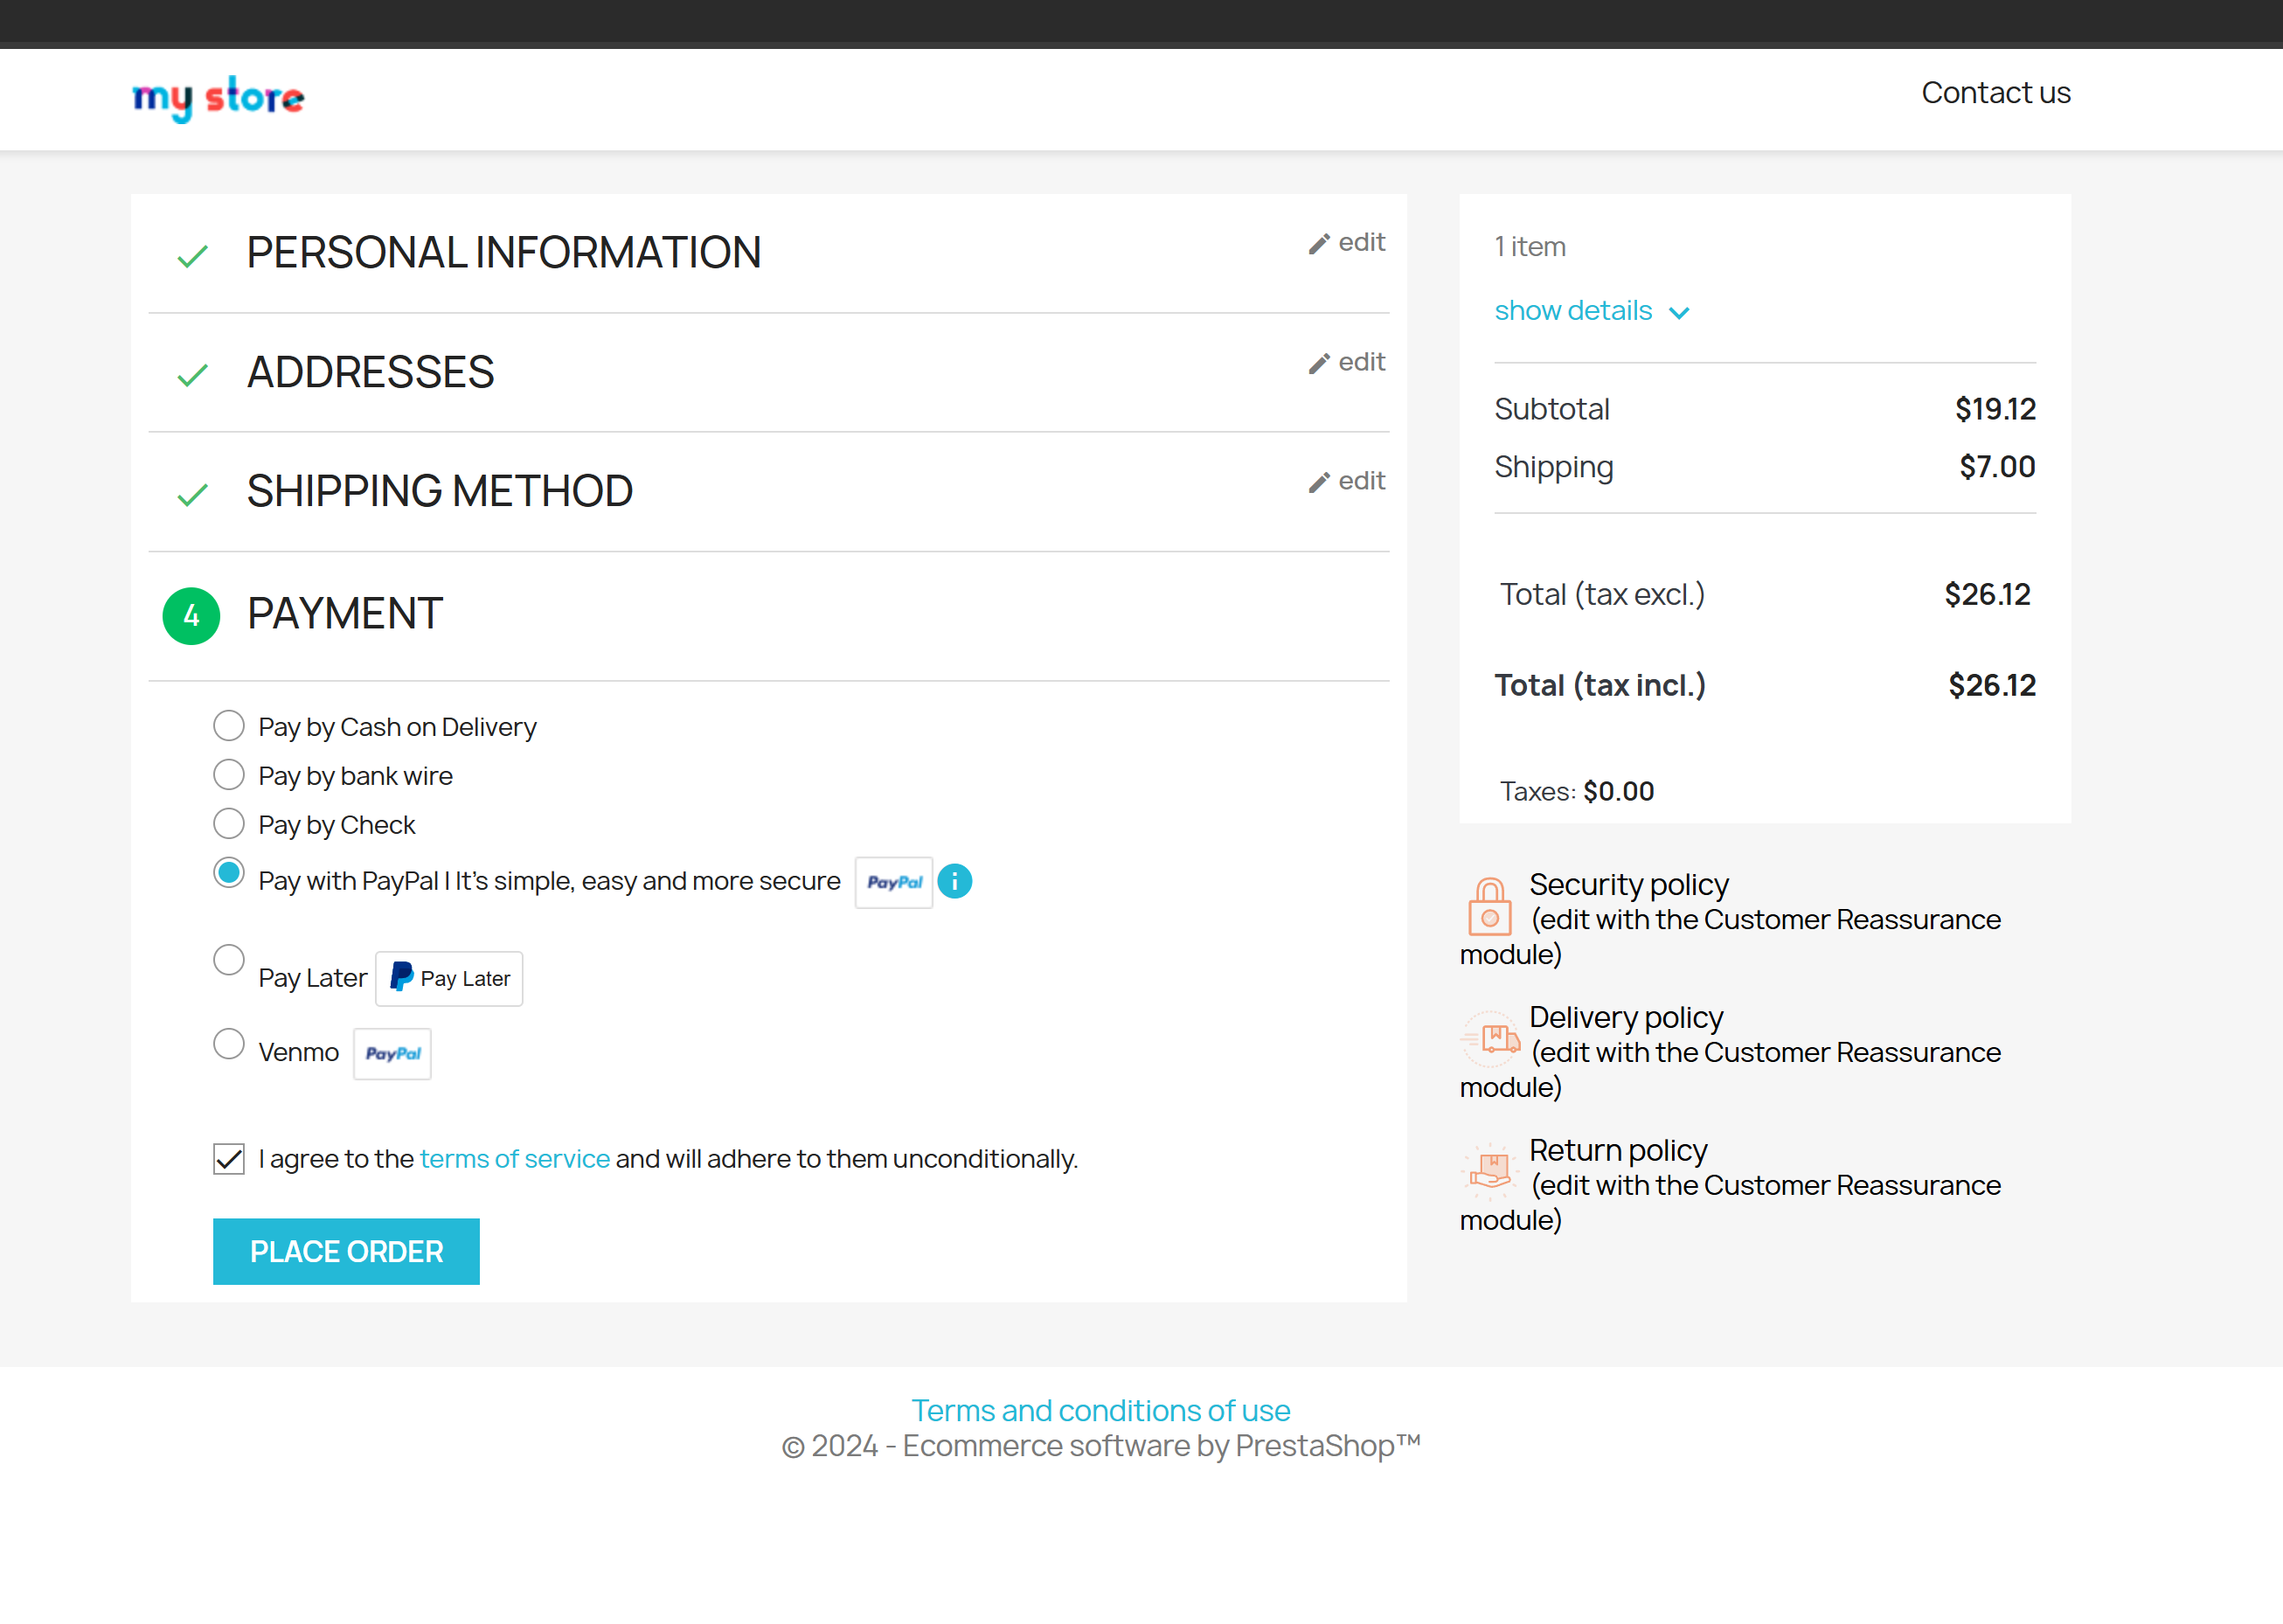 my store
Contact us
PERSONAL INFORMATION
edit
ADDRESSES
edit
SHIPPING METHOD
edit
4 PAYMENT
Pay by Cash on Delivery
Pay by bank wire
Pay by Check
Pay with PayPal | It's simple, easy and more secure PayPal i
Pay Later Pay Later
Venmo PayPal
I agree to the terms of service and will adhere to them unconditionally.
PLACE ORDER
1 item
show details
Subtotal $19.12
Shipping $7.00
Total (tax excl.) $26.12
Total (tax incl.) $26.12
Taxes: $0.00
Security policy
(edit with the Customer Reassurance
module)
Delivery policy
(edit with the Customer Reassurance
module)
Return policy
(edit with the Customer Reassurance
module)
Terms and conditions of use
© 2024 - Ecommerce software by PrestaShop™